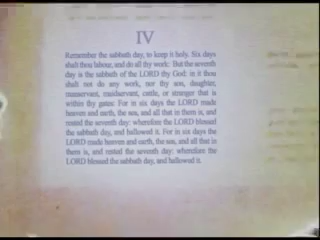 IV
Remember the sabbath day, to keep it holy. Six days
shalt thou labour, and do all thy work: But the seventh
day is the sabbath of the LORD thy God: in it thou
shalt not do any work, nor thy son, daughter,
manservant, maidservant, cattle, or stranger that is
within thy gates: For in six days the LORD made
heaven and earth, the sea, and all that in them is, and
rested the seventh day: wherefore the LORD blessed
the sabbath day, and hallowed it. For in six days the
LORD made heaven and earth, the sea, and all that in
them is, and rested the seventh day: wherefore the
LORD blessed the sabbath day, and hallowed it.